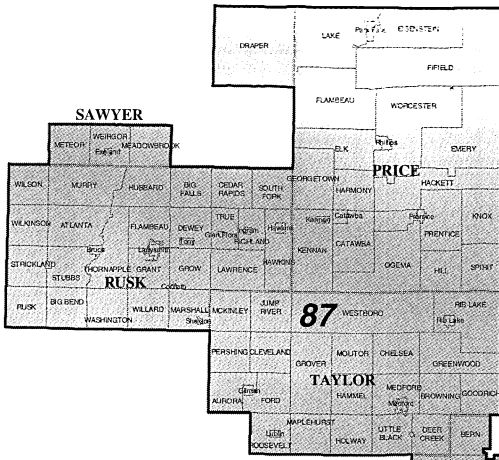 LAKE
Park Falls
EISENSTEIN
DRAPER
FIFIELD
FLAMBEAU
WORCESTER
SAWYER
WEIRGOR
METEOR
Exeland
MEADOWBROOK
Phillips
ELK
EMERY
PRICE
WILSON
MURRY
HUBBARD
BIG FALLS
CEDAR RAPIDS
SOUTH FORK
GEORGETOWN
HARMONY
HACKETT
WILKINSON
ATLANTA
FLAMBEAU
DEWEY
TRUE
Glen Flora
Ingram
RICHLAND
Hawkins
Kennan
Catawba
Prentice
KNOX
Bruce
Ladysmith
Tony
KENNAN
CATAWBA
PRENTICE
STRICKLAND
STUBBS
THORNAPPLE
GRANT
GROW
LAWRENCE
HAWKINS
OGEMA
HILL
SPIRIT
RUSK
Conrath
RUSK
BIG BEND
WASHINGTON
WILLARD
MARSHALL
Sheldon
MCKINLEY
JUMP RIVER
87
WESTBORO
RIB LAKE
Rib Lake
PERSHING
CLEVELAND
GROVER
MOLITOR
CHELSEA
GREENWOOD
TAYLOR
AURORA
Gilman
FORD
HAMMEL
MEDFORD
Medford
BROWNING
GOODRICH
MAPLEHURST
Lublin
ROOSEVELT
HOLWAY
LITTLE BLACK
DEER CREEK
BERN